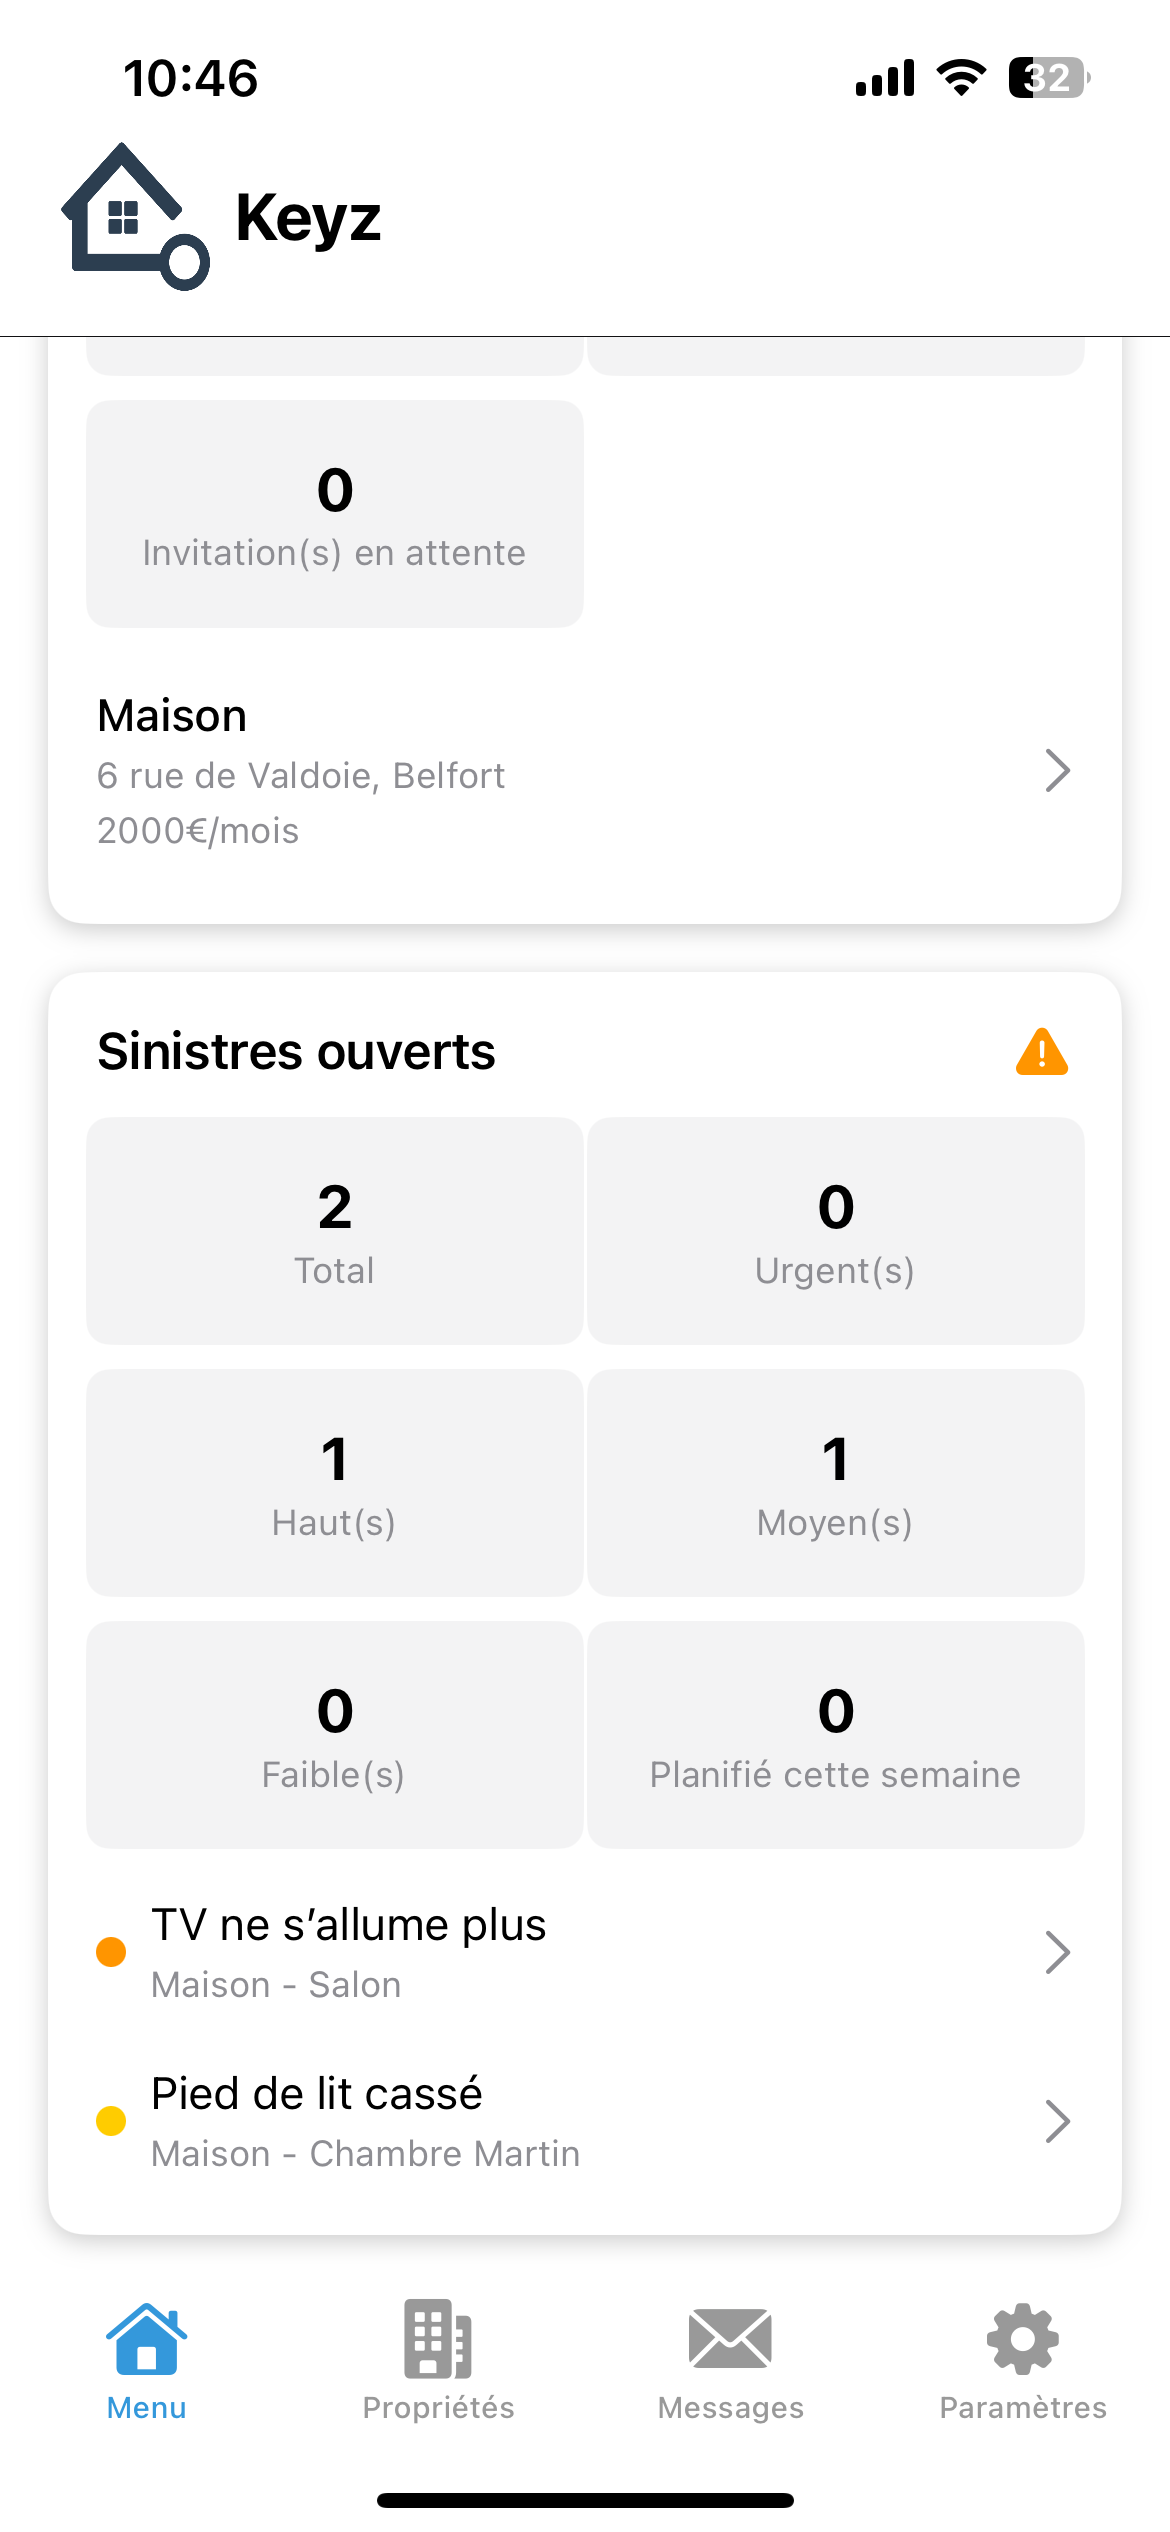 10:46
32
Keyz
0
Invitation(s) en attente
Maison
6 rue de Valdoie, Belfort
2000€/mois
Sinistres ouverts
2
Total
0
Urgent(s)
1
Haut(s)
1
Moyen(s)
0
Faible(s)
0
Planifié cette semaine
TV ne s’allume plus
Maison - Salon
Pied de lit cassé
Maison - Chambre Martin
Menu
Propriétés
Messages
Paramètres